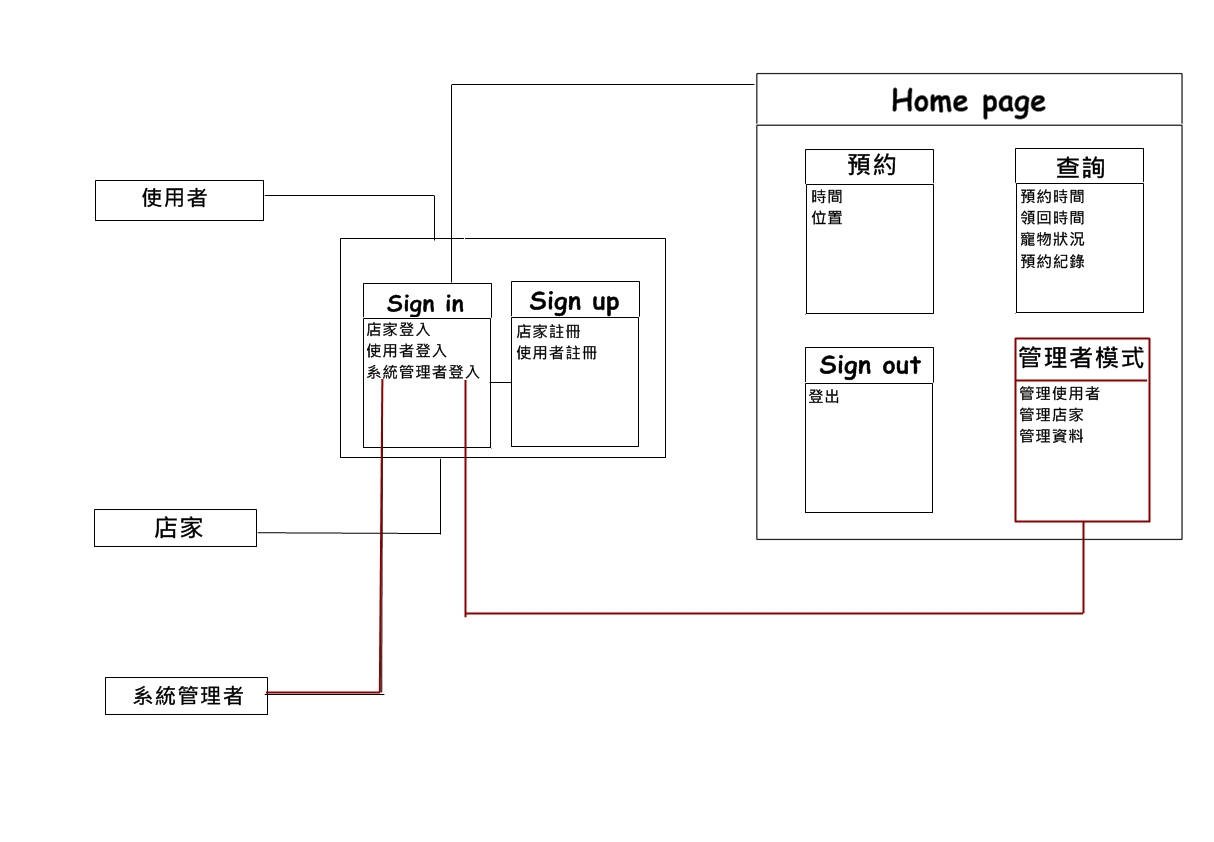 Home page
預約
時間
位置
查詢
預約時間
領回時間
寵物狀況
預約紀錄
使用者
Sign in
店家登入
使用者登入
系統管理者登入
Sign up
店家註冊
使用者註冊
Sign out
登出
管理者模式
管理使用者
管理店家
管理資料
店家
系統管理者